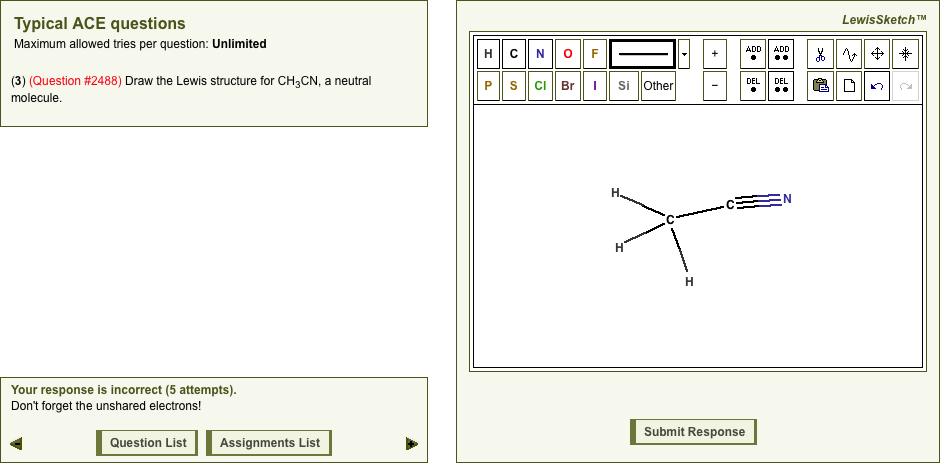 Typical ACE questions
Maximum allowed tries per question: Unlimited
(3) (Question #2488) Draw the Lewis structure for CH₃CN, a neutral
molecule.
Your response is incorrect (5 attempts).
Don't forget the unshared electrons!
Question List
Assignments List
LewisSketch™
H C N O F + ADD ADD
P S Cl Br I Si Other − DEL DEL
H
C N
C
H
H
Submit Response